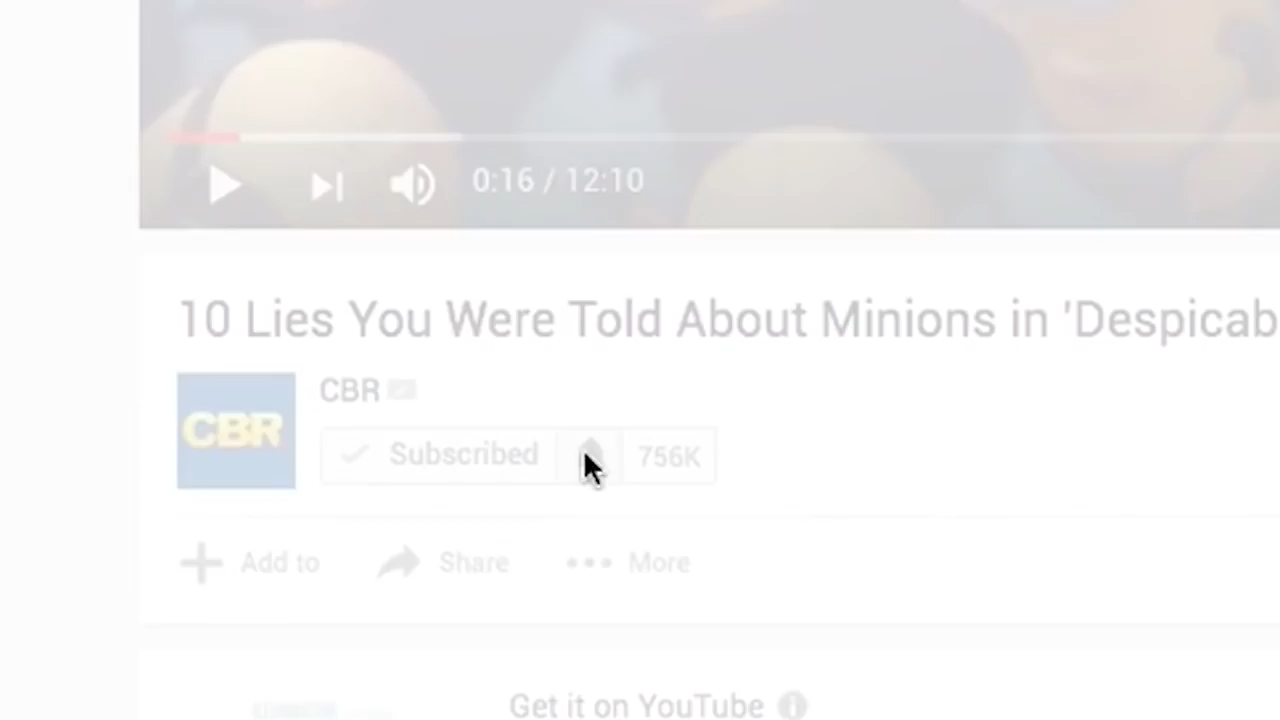 0:16 / 12:10
10 Lies You Were Told About Minions in 'Despicab
CBR
CBR
Subscribed 756K
Add to Share More
Get it on YouTube